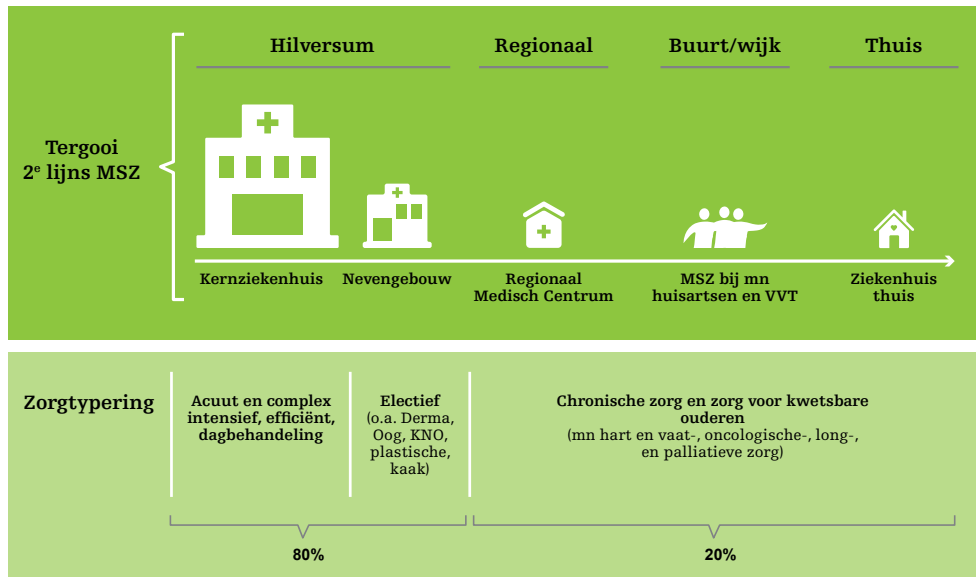 Hilversum
Regionaal
Buurt/wijk
Thuis
Tergooi
2e lijns MSZ
Kernziekenhuis
Nevengebouw
Regionaal
Medisch Centrum
MSZ bij mn
huisartsen en VVT
Ziekenhuis
thuis
Zorgtypering
Acuut en complex
intensief, efficiënt,
dagbehandeling
Electief
(o.a. Derma,
Oog, KNO,
plastische,
kaak)
Chronische zorg en zorg voor kwetsbare
ouderen
(mn hart en vaat-, oncologische-, long-,
en palliatieve zorg)
80%
20%